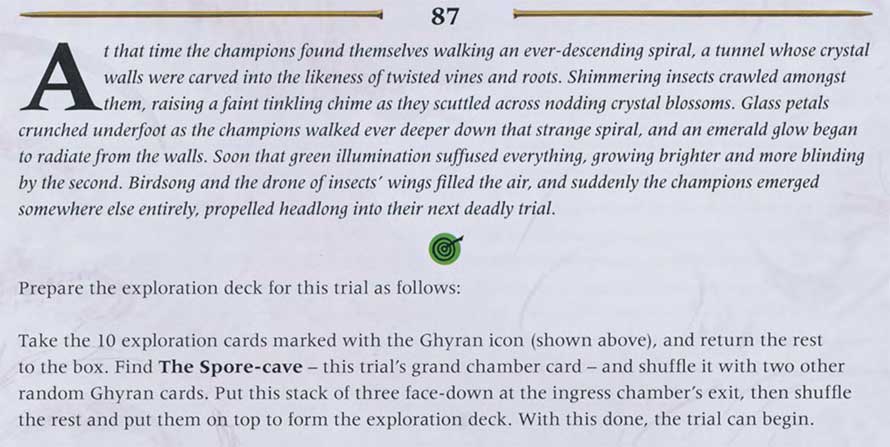 87
At that time the champions found themselves walking an ever-descending spiral, a tunnel whose crystal
walls were carved into the likeness of twisted vines and roots. Shimmering insects crawled amongst
them, raising a faint tinkling chime as they scuttled across nodding crystal blossoms. Glass petals
crunched underfoot as the champions walked ever deeper down that strange spiral, and an emerald glow began
to radiate from the walls. Soon that green illumination suffused everything, growing brighter and more blinding
by the second. Birdsong and the drone of insects' wings filled the air, and suddenly the champions emerged
somewhere else entirely, propelled headlong into their next deadly trial.
Prepare the exploration deck for this trial as follows:
Take the 10 exploration cards marked with the Ghyran icon (shown above), and return the rest
to the box. Find The Spore-cave – this trial's grand chamber card – and shuffle it with two other
random Ghyran cards. Put this stack of three face-down at the ingress chamber's exit, then shuffle
the rest and put them on top to form the exploration deck. With this done, the trial can begin.